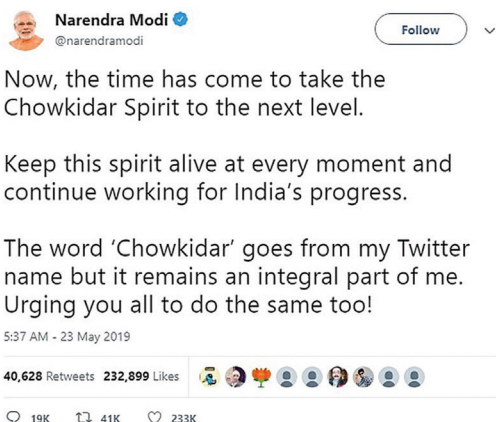 Narendra Modi
@narendramodi
Follow
Now, the time has come to take the
Chowkidar Spirit to the next level.
Keep this spirit alive at every moment and
continue working for India's progress.
The word 'Chowkidar' goes from my Twitter
name but it remains an integral part of me.
Urging you all to do the same too!
5:37 AM - 23 May 2019
40,628 Retweets 232,899 Likes
19K 41K 233K